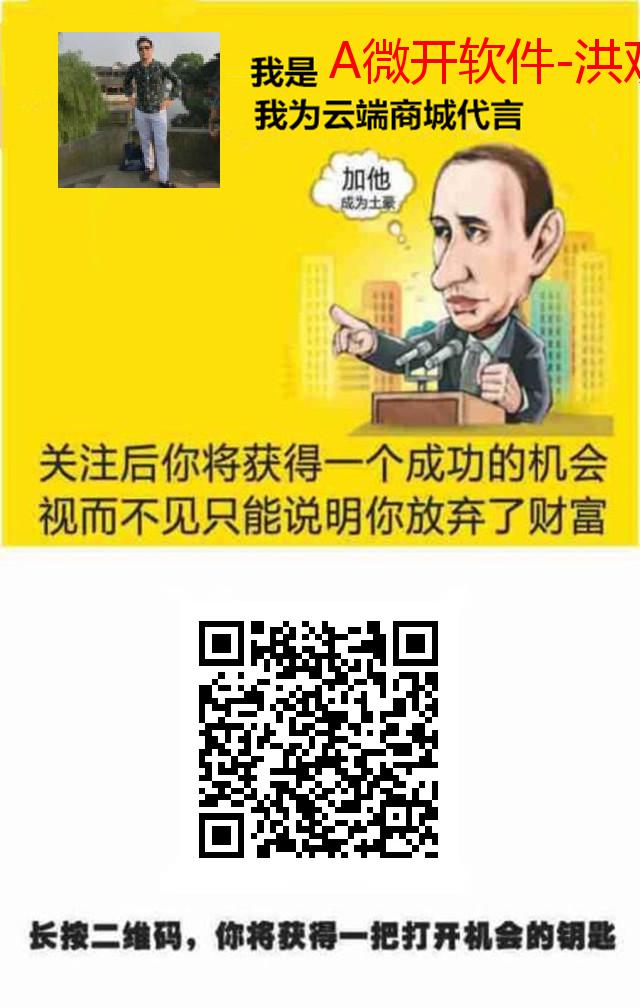 我是 A微开软件-洪
我为云端商城代言
加他
成为土豪
关注后你将获得一个成功的机会
视而不见只能说明你放弃了财富
长按二维码，你将获得一把打开机会的钥匙